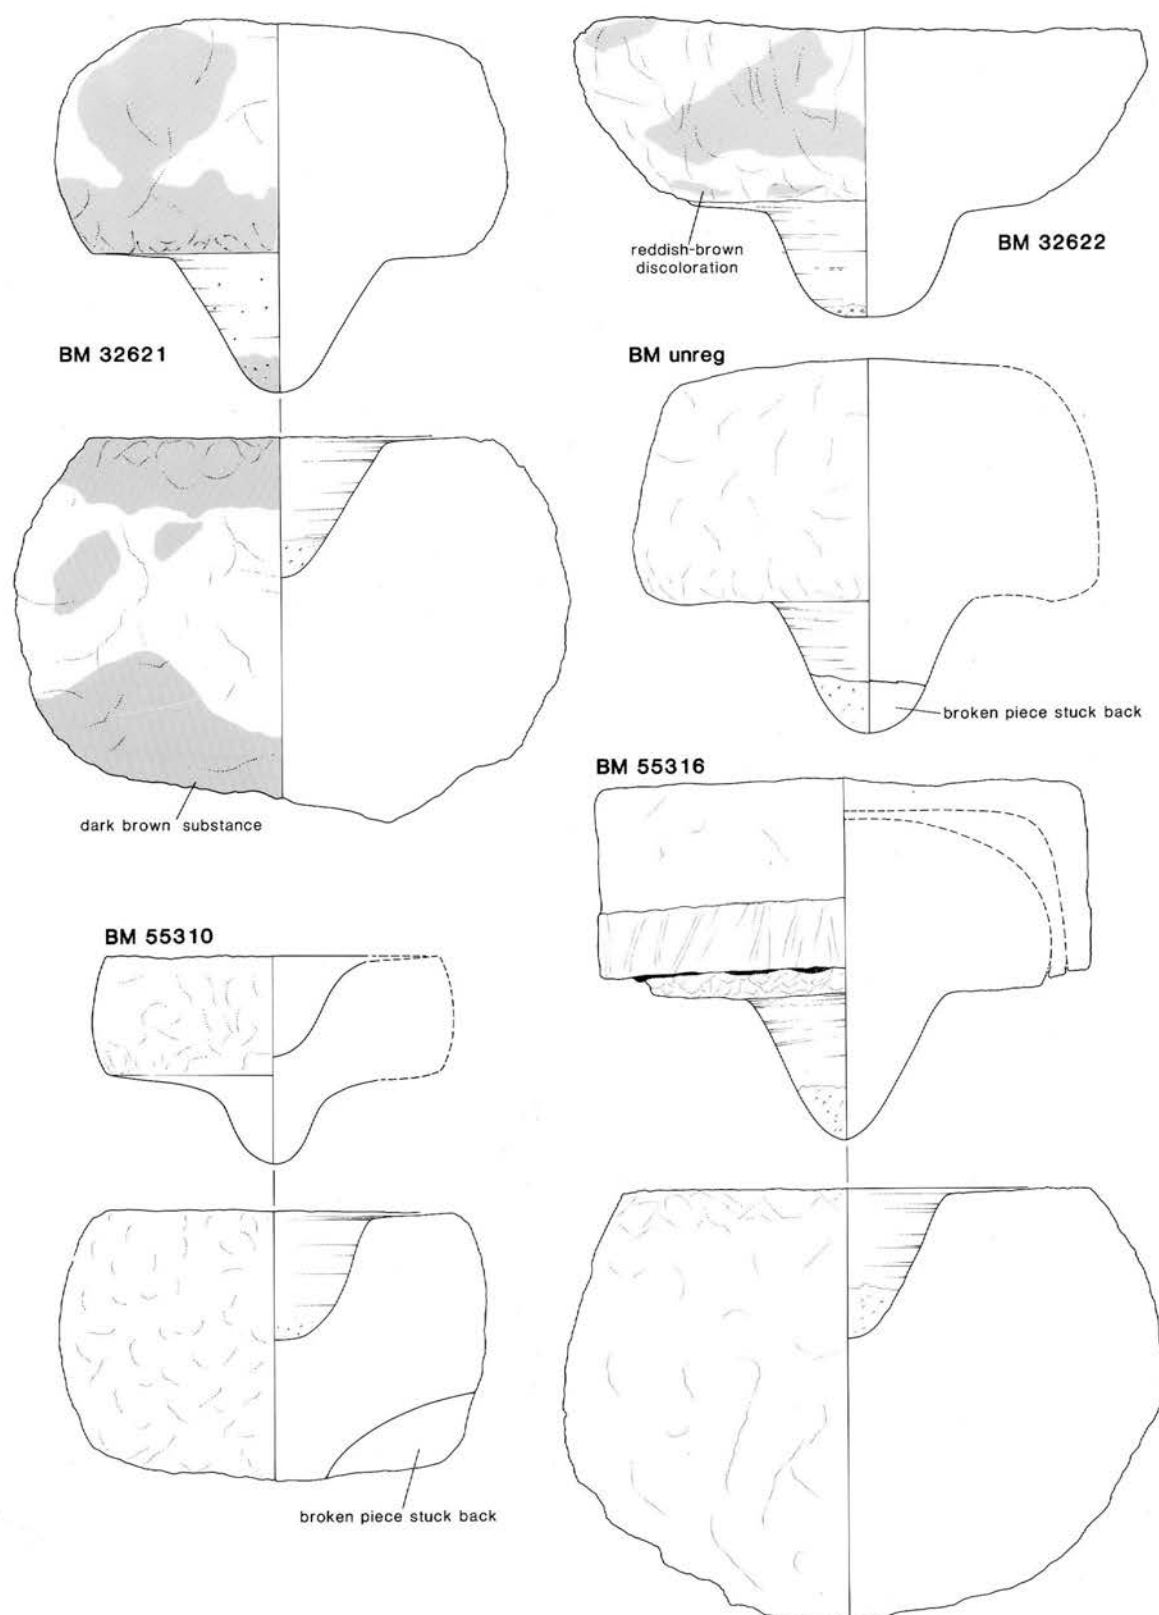 BM 32621
reddish-brown
discoloration
BM 32622
BM unreg
broken piece stuck back
dark brown substance
BM 55316
BM 55310
broken piece stuck back